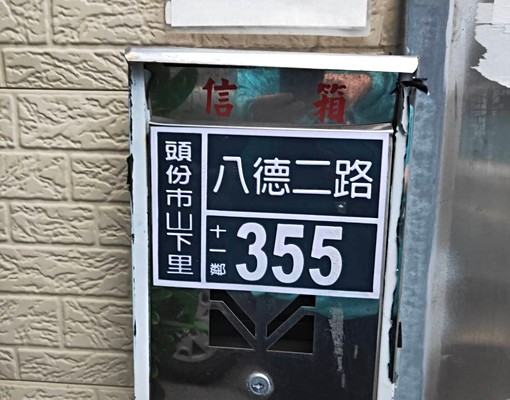 信箱
頭份市山下里
八德二路
十一鄰
355